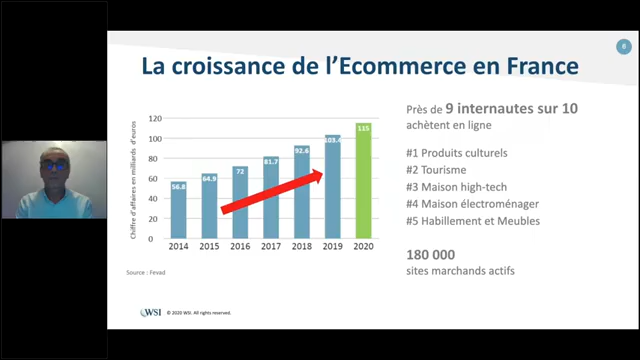 6
La croissance de l'Ecommerce en France
Chiffre d'affaires en milliards d'euros
120
100
80
60
40
20
0
56.8
64.9
72
81.7
92.6
103.4
115
2014 2015 2016 2017 2018 2019 2020
Source : Fevad
Près de 9 internautes sur 10
achètent en ligne
#1 Produits culturels
#2 Tourisme
#3 Maison high-tech
#4 Maison électroménager
#5 Habillement et Meubles
180 000
sites marchands actifs
WSI © 2020 WSI. All rights reserved.